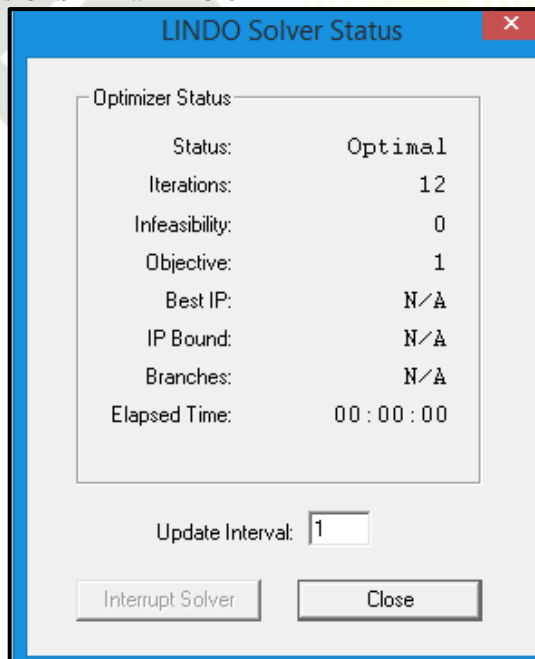 LINDO Solver Status
Optimizer Status
Status: Optimal
Iterations: 12
Infeasibility: 0
Objective: 1
Best IP: N/A
IP Bound: N/A
Branches: N/A
Elapsed Time: 00:00:00
Update Interval: 1
Interrupt Solver Close